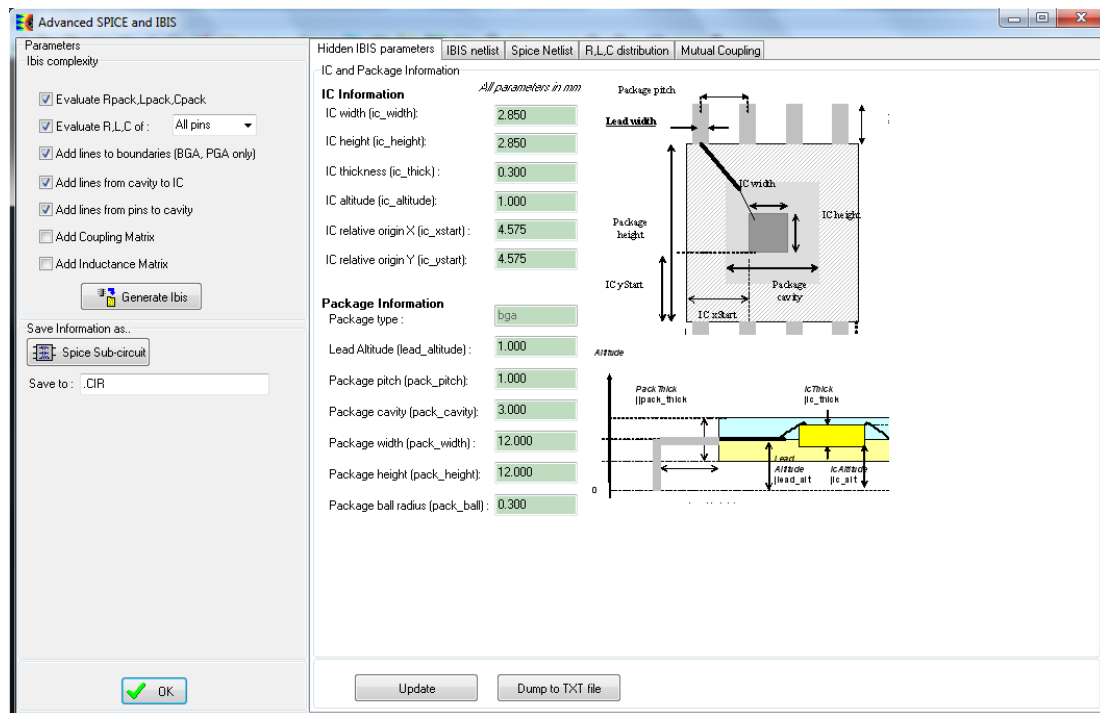 Advanced SPICE and IBIS
Parameters
Ibis complexity
Evaluate Rpack,Lpack,Cpack
Evaluate R,L,C of : All pins
Add lines to boundaries (BGA, PGA only)
Add lines from cavity to IC
Add lines from pins to cavity
Add Coupling Matrix
Add Inductance Matrix
Generate Ibis
Save Information as..
Spice Sub-circuit
Save to : .CIR
OK
Hidden IBIS parameters IBIS netlist Spice Netlist R,L,C distribution Mutual Coupling
IC and Package Information
IC Information All parameters in mm
IC width (ic_width): 2.850
IC height (ic_height): 2.850
IC thickness (ic_thick) : 0.300
IC altitude (ic_altitude): 1.000
IC relative origin X (ic_xstart) : 4.575
IC relative origin Y (ic_ystart) : 4.575
Package Information
Package type : bga
Lead Altitude (lead_altitude) : 1.000
Package pitch (pack_pitch): 1.000
Package cavity (pack_cavity): 3.000
Package width (pack_width) : 12.000
Package height (pack_height): 12.000
Package ball radius (pack_ball) : 0.300
Package pitch
Lead width
IC width
IC height
Package
height
IC yStart
Package
cavity
IC xStart
Altitude
PackThick
||pack_thick
IcThick
|ic_thick
Lead
Altitude
|lead_alt
IcAltitude
|ic_alt
0
Update Dump to TXT file